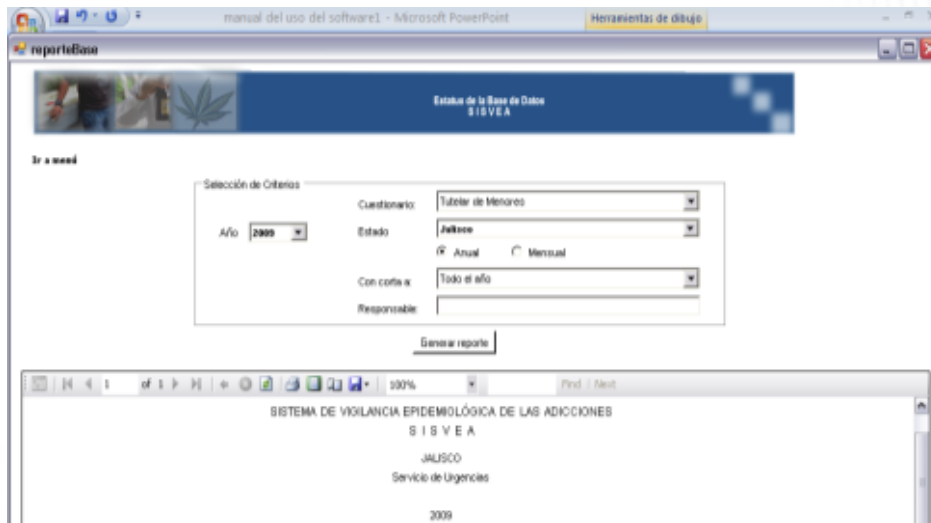 manual del uso del software1 - Microsoft PowerPoint
Herramientas de dibujo
reporteBase
Estatus de la Base de Datos
S I S V E A
Ir a menú
Selección de Criterios
Cuestionario: Tutelar de Menores
Año 2009 Estado Jalisco
Anual Mensual
Con corte a: Todo el año
Responsable:
Generar reporte
1 of 1 100% Find | Next
SISTEMA DE VIGILANCIA EPIDEMIOLÓGICA DE LAS ADICCIONES
S I S V E A
JALISCO
Servicio de Urgencias
2009